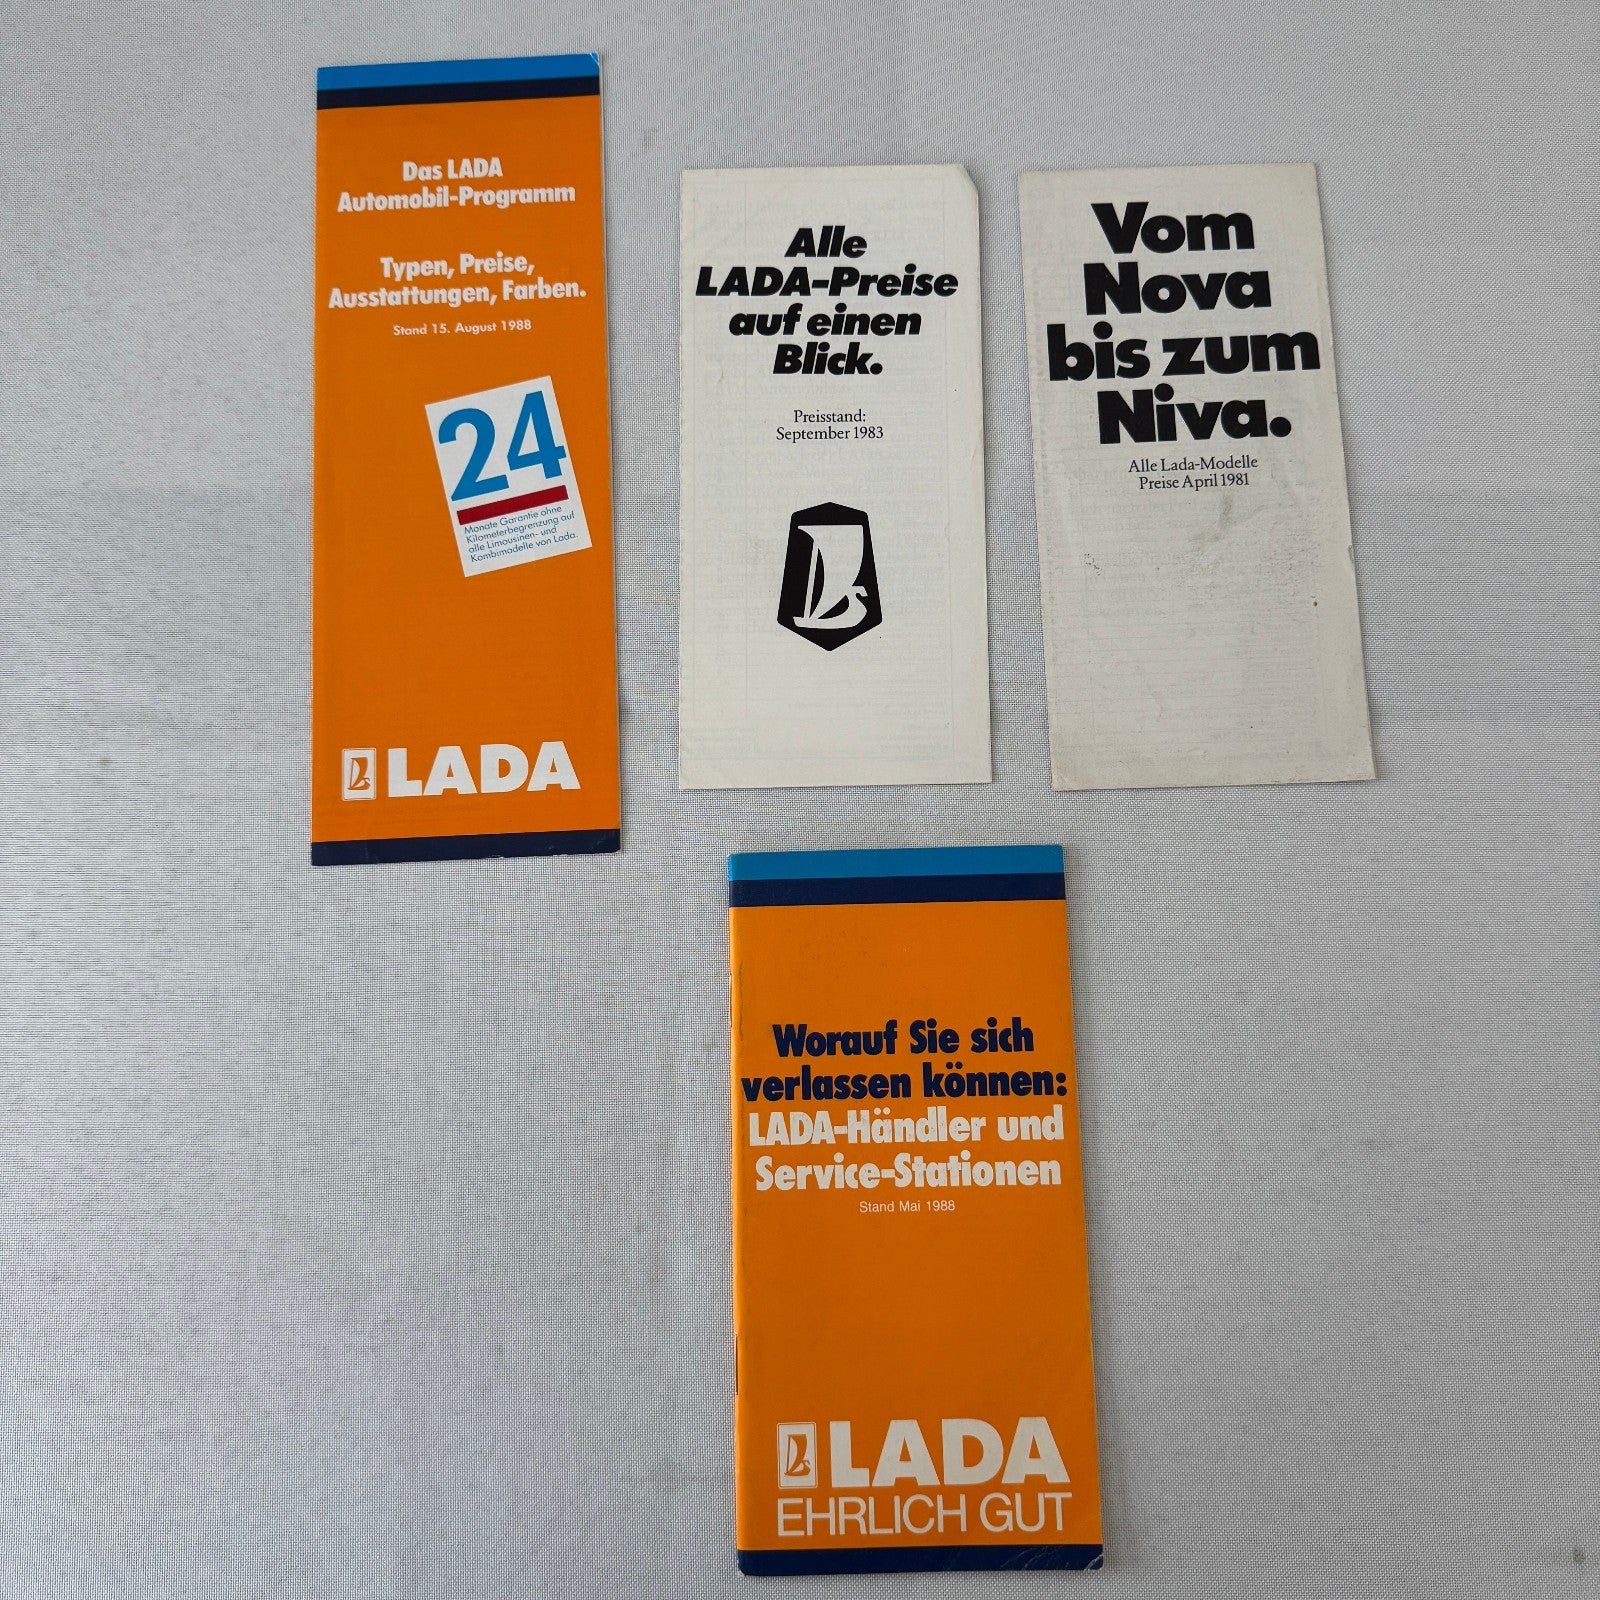 Das LADA
Automobil-Programm
Typen, Preise,
Ausstattungen, Farben.
Stand 15. August 1988
24
Monate Garantie ohne
Kilometerbegrenzung auf
alle Limousinen- und
Kombimodelle von Lada.
LADA
Alle
LADA-Preise
auf einen
Blick.
Preisstand:
September 1983
Vom
Nova
bis zum
Niva.
Alle Lada-Modelle
Preise April 1981
Worauf Sie sich
verlassen können:
LADA-Händler und
Service-Stationen
Stand Mai 1988
LADA
EHRLICH GUT